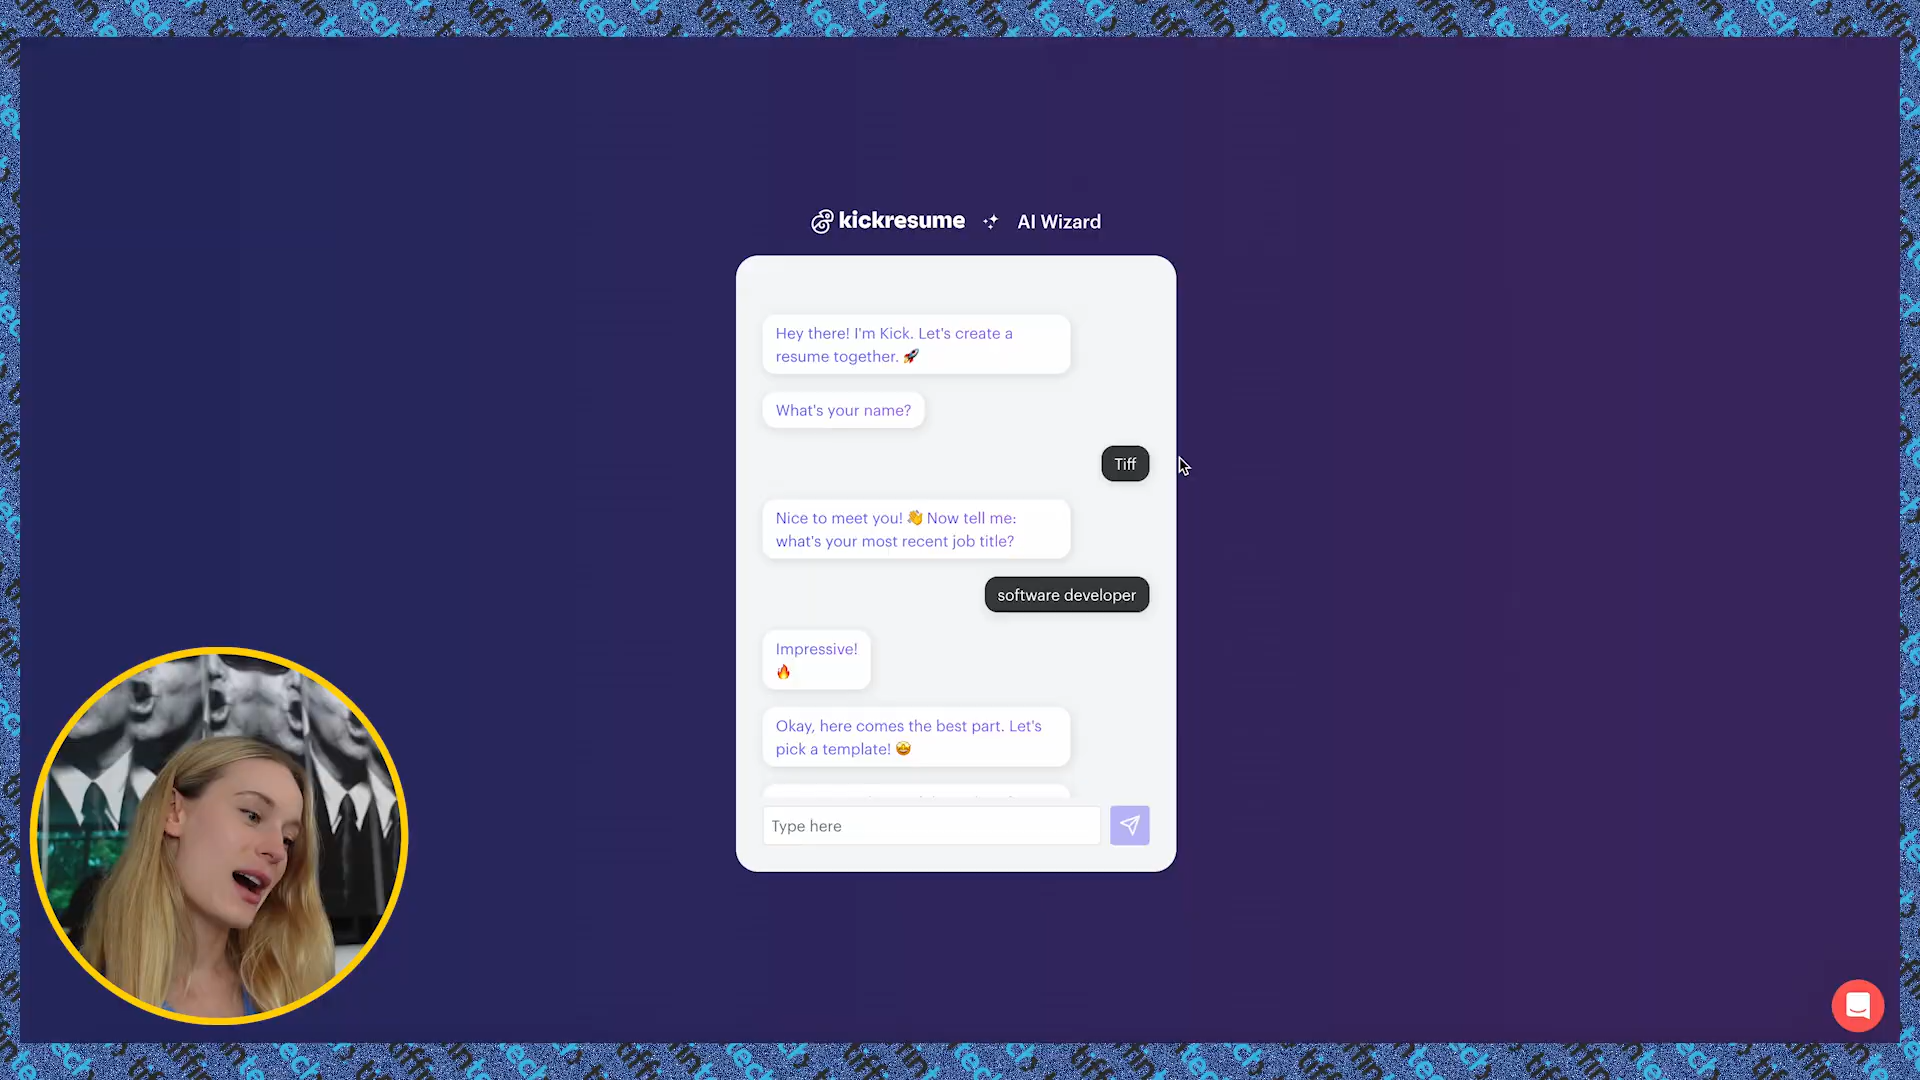 kickresume AI Wizard
Hey there! I'm Kick. Let's create a
resume together. 🚀
What's your name?
Tiff
Nice to meet you! 👋 Now tell me:
what's your most recent job title?
software developer
Impressive!
🔥
Okay, here comes the best part. Let's
pick a template! 🤩
Type here
tiffintech